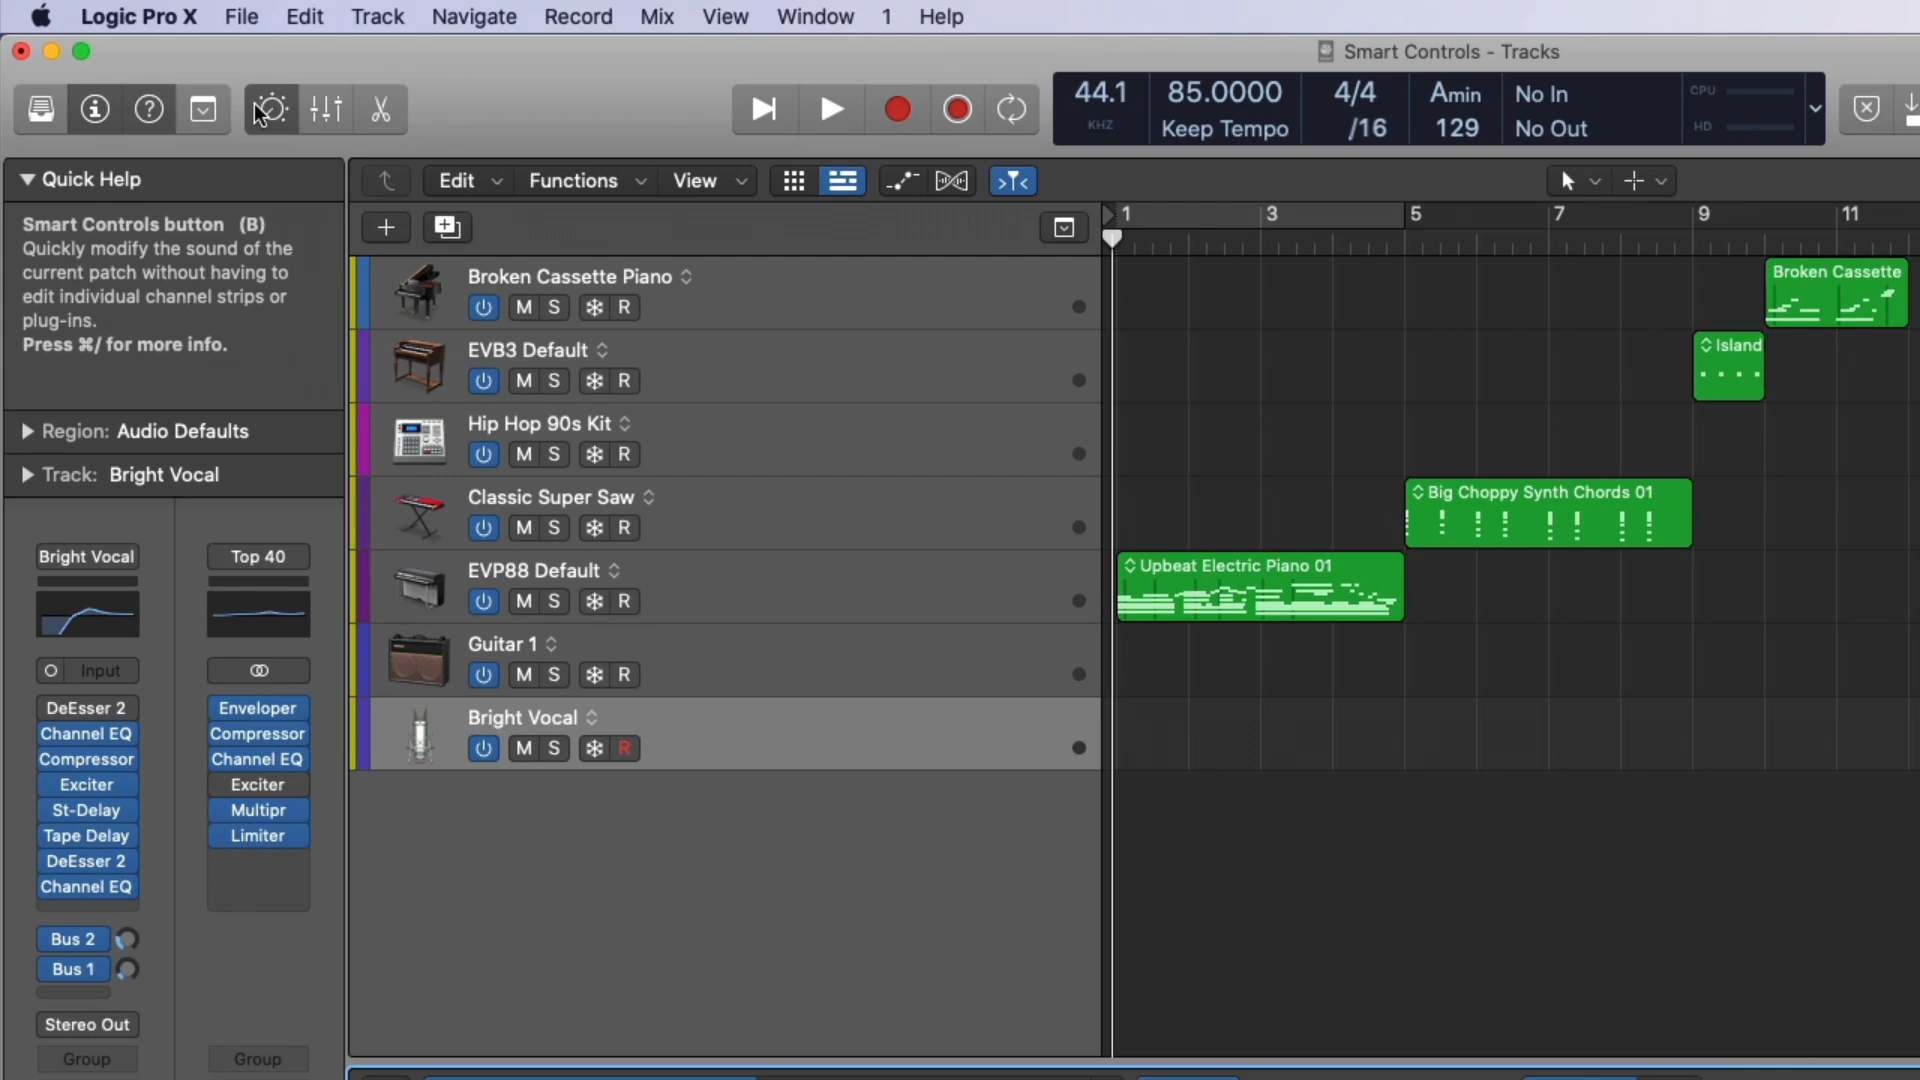 Logic Pro X File Edit Track Navigate Record Mix View Window 1 Help
Smart Controls - Tracks
44.1 85.0000 4/4 Amin No In CPU
KHZ Keep Tempo /16 129 No Out HD
Quick Help
Edit Functions View
Smart Controls button (B)
Quickly modify the sound of the
current patch without having to
edit individual channel strips or
plug-ins.
Press ⌘/ for more info.
Region: Audio Defaults
Track: Bright Vocal
Bright Vocal
Top 40
Input
DeEsser 2
Channel EQ
Compressor
Exciter
St-Delay
Tape Delay
DeEsser 2
Channel EQ
Enveloper
Compressor
Channel EQ
Exciter
Multipr
Limiter
Bus 2
Bus 1
Stereo Out
Group
Group
1 3 5 7 9 11
Broken Cassette Piano
M S R
EVB3 Default
M S R
Hip Hop 90s Kit
M S R
Classic Super Saw
M S R
EVP88 Default
M S R
Guitar 1
M S R
Bright Vocal
M S R
Broken Cassette
Island
Big Choppy Synth Chords 01
Upbeat Electric Piano 01